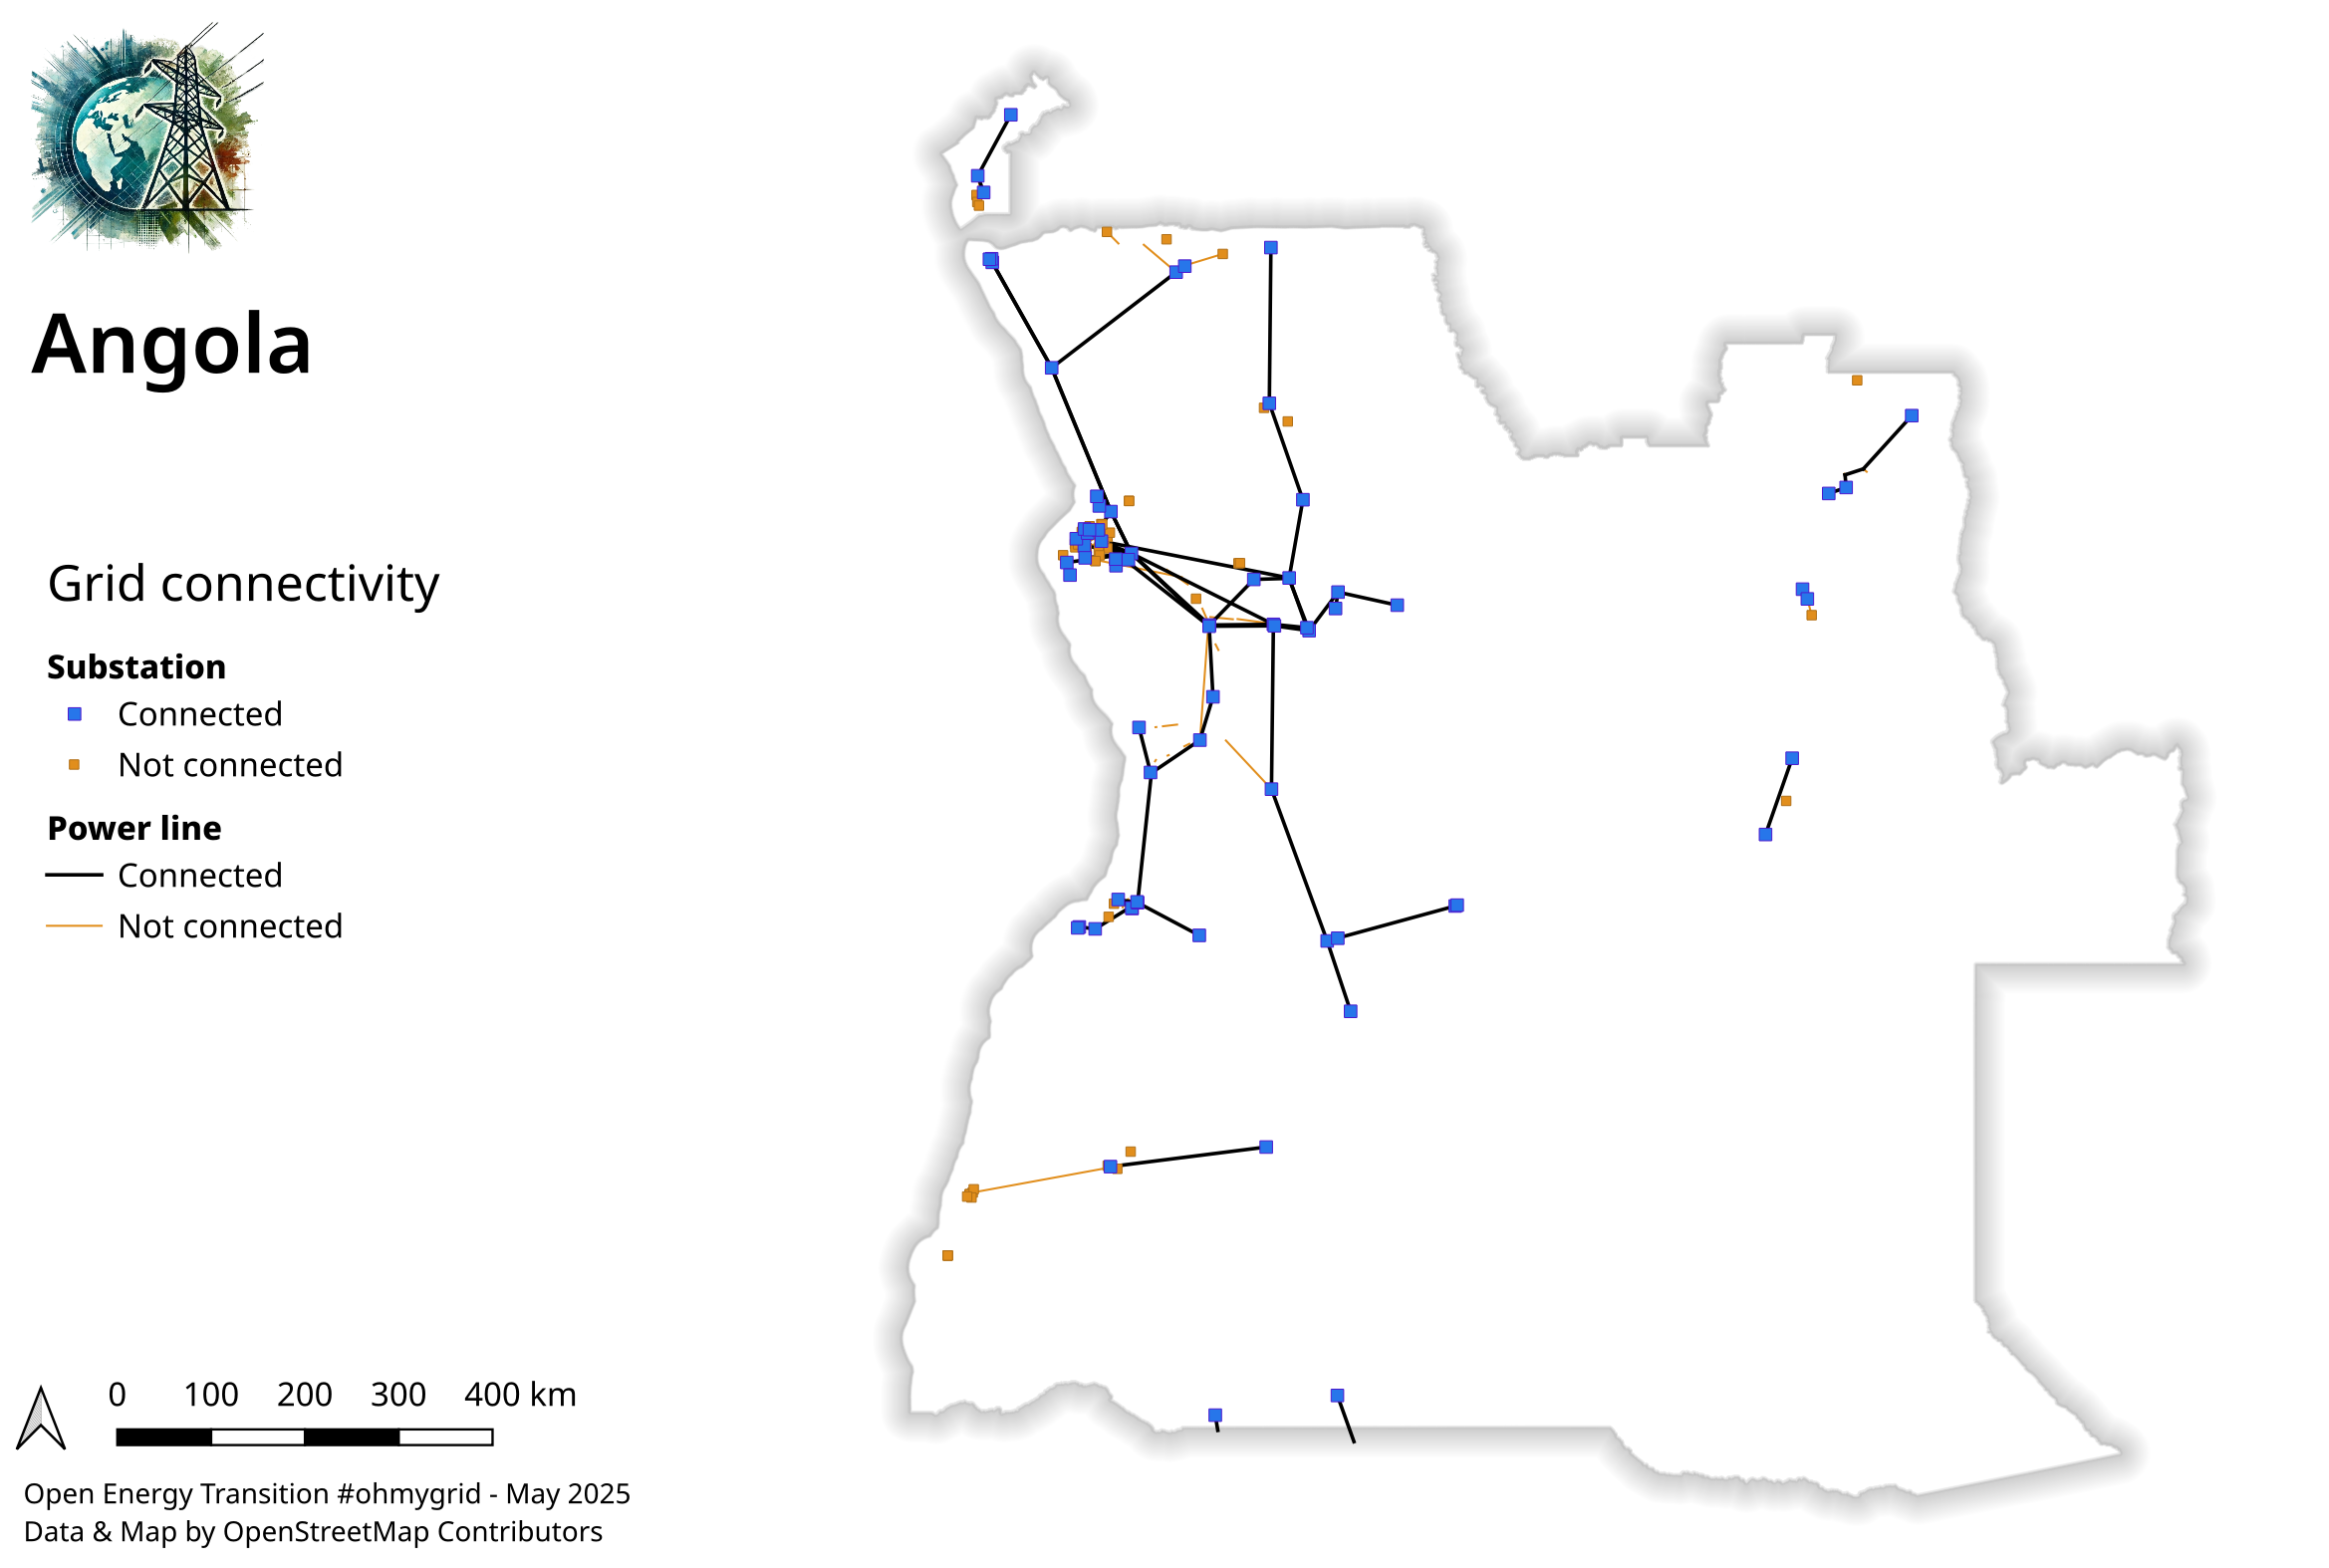 Angola
Grid connectivity
Substation
Connected
Not connected
Power line
Connected
Not connected
0 100 200 300 400 km
Open Energy Transition #ohmygrid - May 2025
Data & Map by OpenStreetMap Contributors